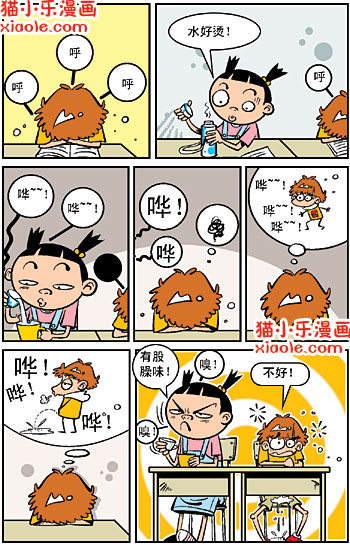 猫小乐漫画
xiaole.com
呼
呼
呼
水好烫！
呼
哗~~！
哗~~！
哗！
哗
哗~~！
哗~~！
哗~~！
猫小乐漫画
xiaole.com
哗！
哗！
哗！
有股
臊味！
嗅！
嗅！
不好！